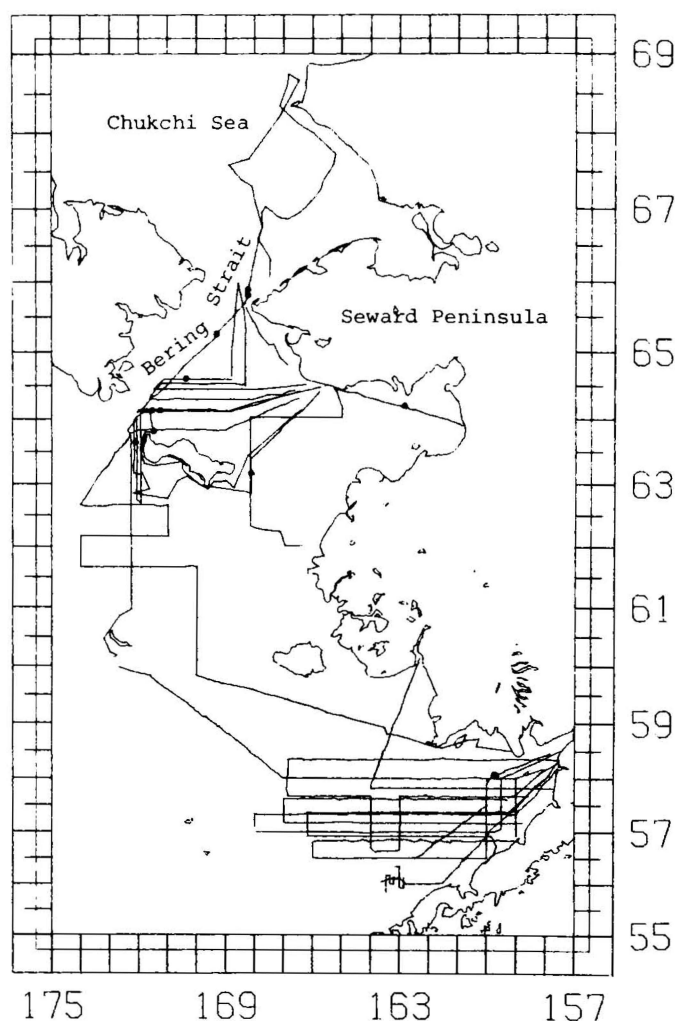 69
Chukchi Sea
67
Bering Strait
Seward Peninsula
65
63
61
59
57
55
175 169 163 157